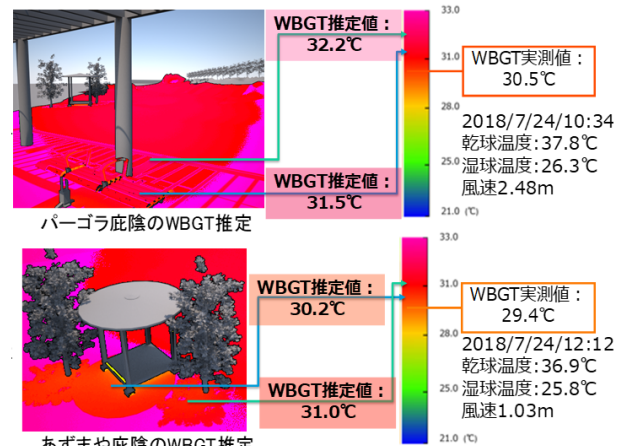 WBGT推定値：
32.2℃
33.0
31.0
28.0
25.0
21.0 (℃)
WBGT実測値：
30.5℃
2018/7/24/10:34
乾球温度:37.8℃
湿球温度:26.3℃
風速2.48m
WBGT推定値：
31.5℃
パーゴラ庇陰のWBGT推定
WBGT推定値：
30.2℃
33.0
31.0
28.0
25.0
21.0 (℃)
WBGT実測値：
29.4℃
2018/7/24/12:12
乾球温度:36.9℃
湿球温度:25.8℃
風速1.03m
WBGT推定値：
31.0℃
あずまや庇陰のWBGT推定